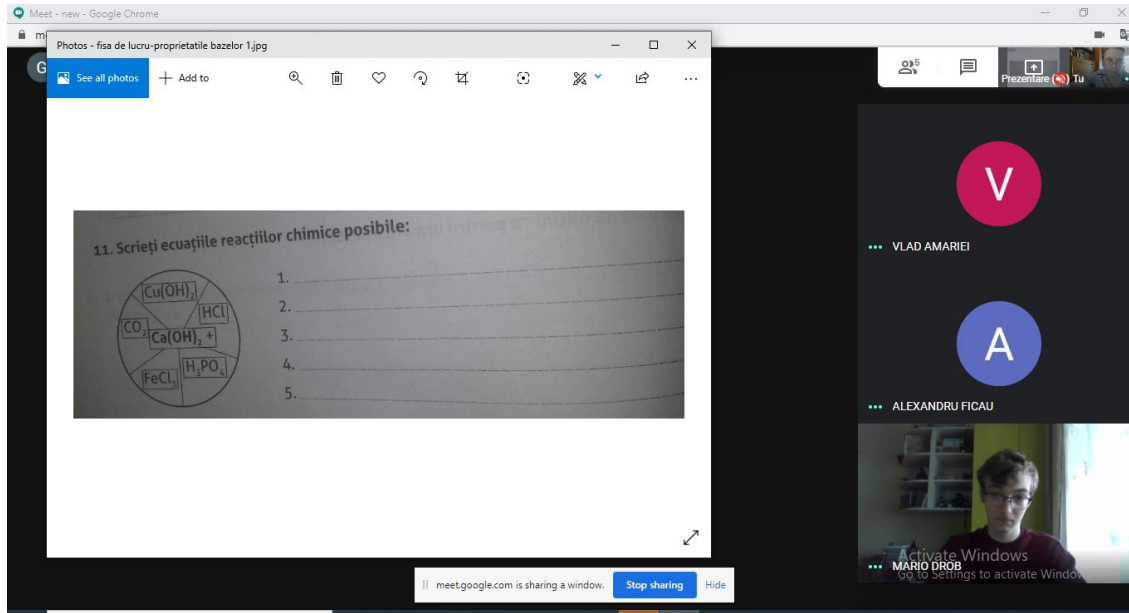 Meet - new - Google Chrome
Photos - fisa de lucru-proprietatile bazelor 1.jpg
See all photos
Add to
G
5
Prezentare
Tu
11. Scrieți ecuațiile reacțiilor chimice posibile:
Cu(OH)₂
HCl
CO₂
Ca(OH)₂ +
FeCl₃
H₃PO₄
1.
2.
3.
4.
5.
V
VLAD AMARIEI
A
ALEXANDRU FICAU
Activate Windows
MARIO DROB
Go to Settings to activate Windo
meet.google.com is sharing a window.
Stop sharing
Hide